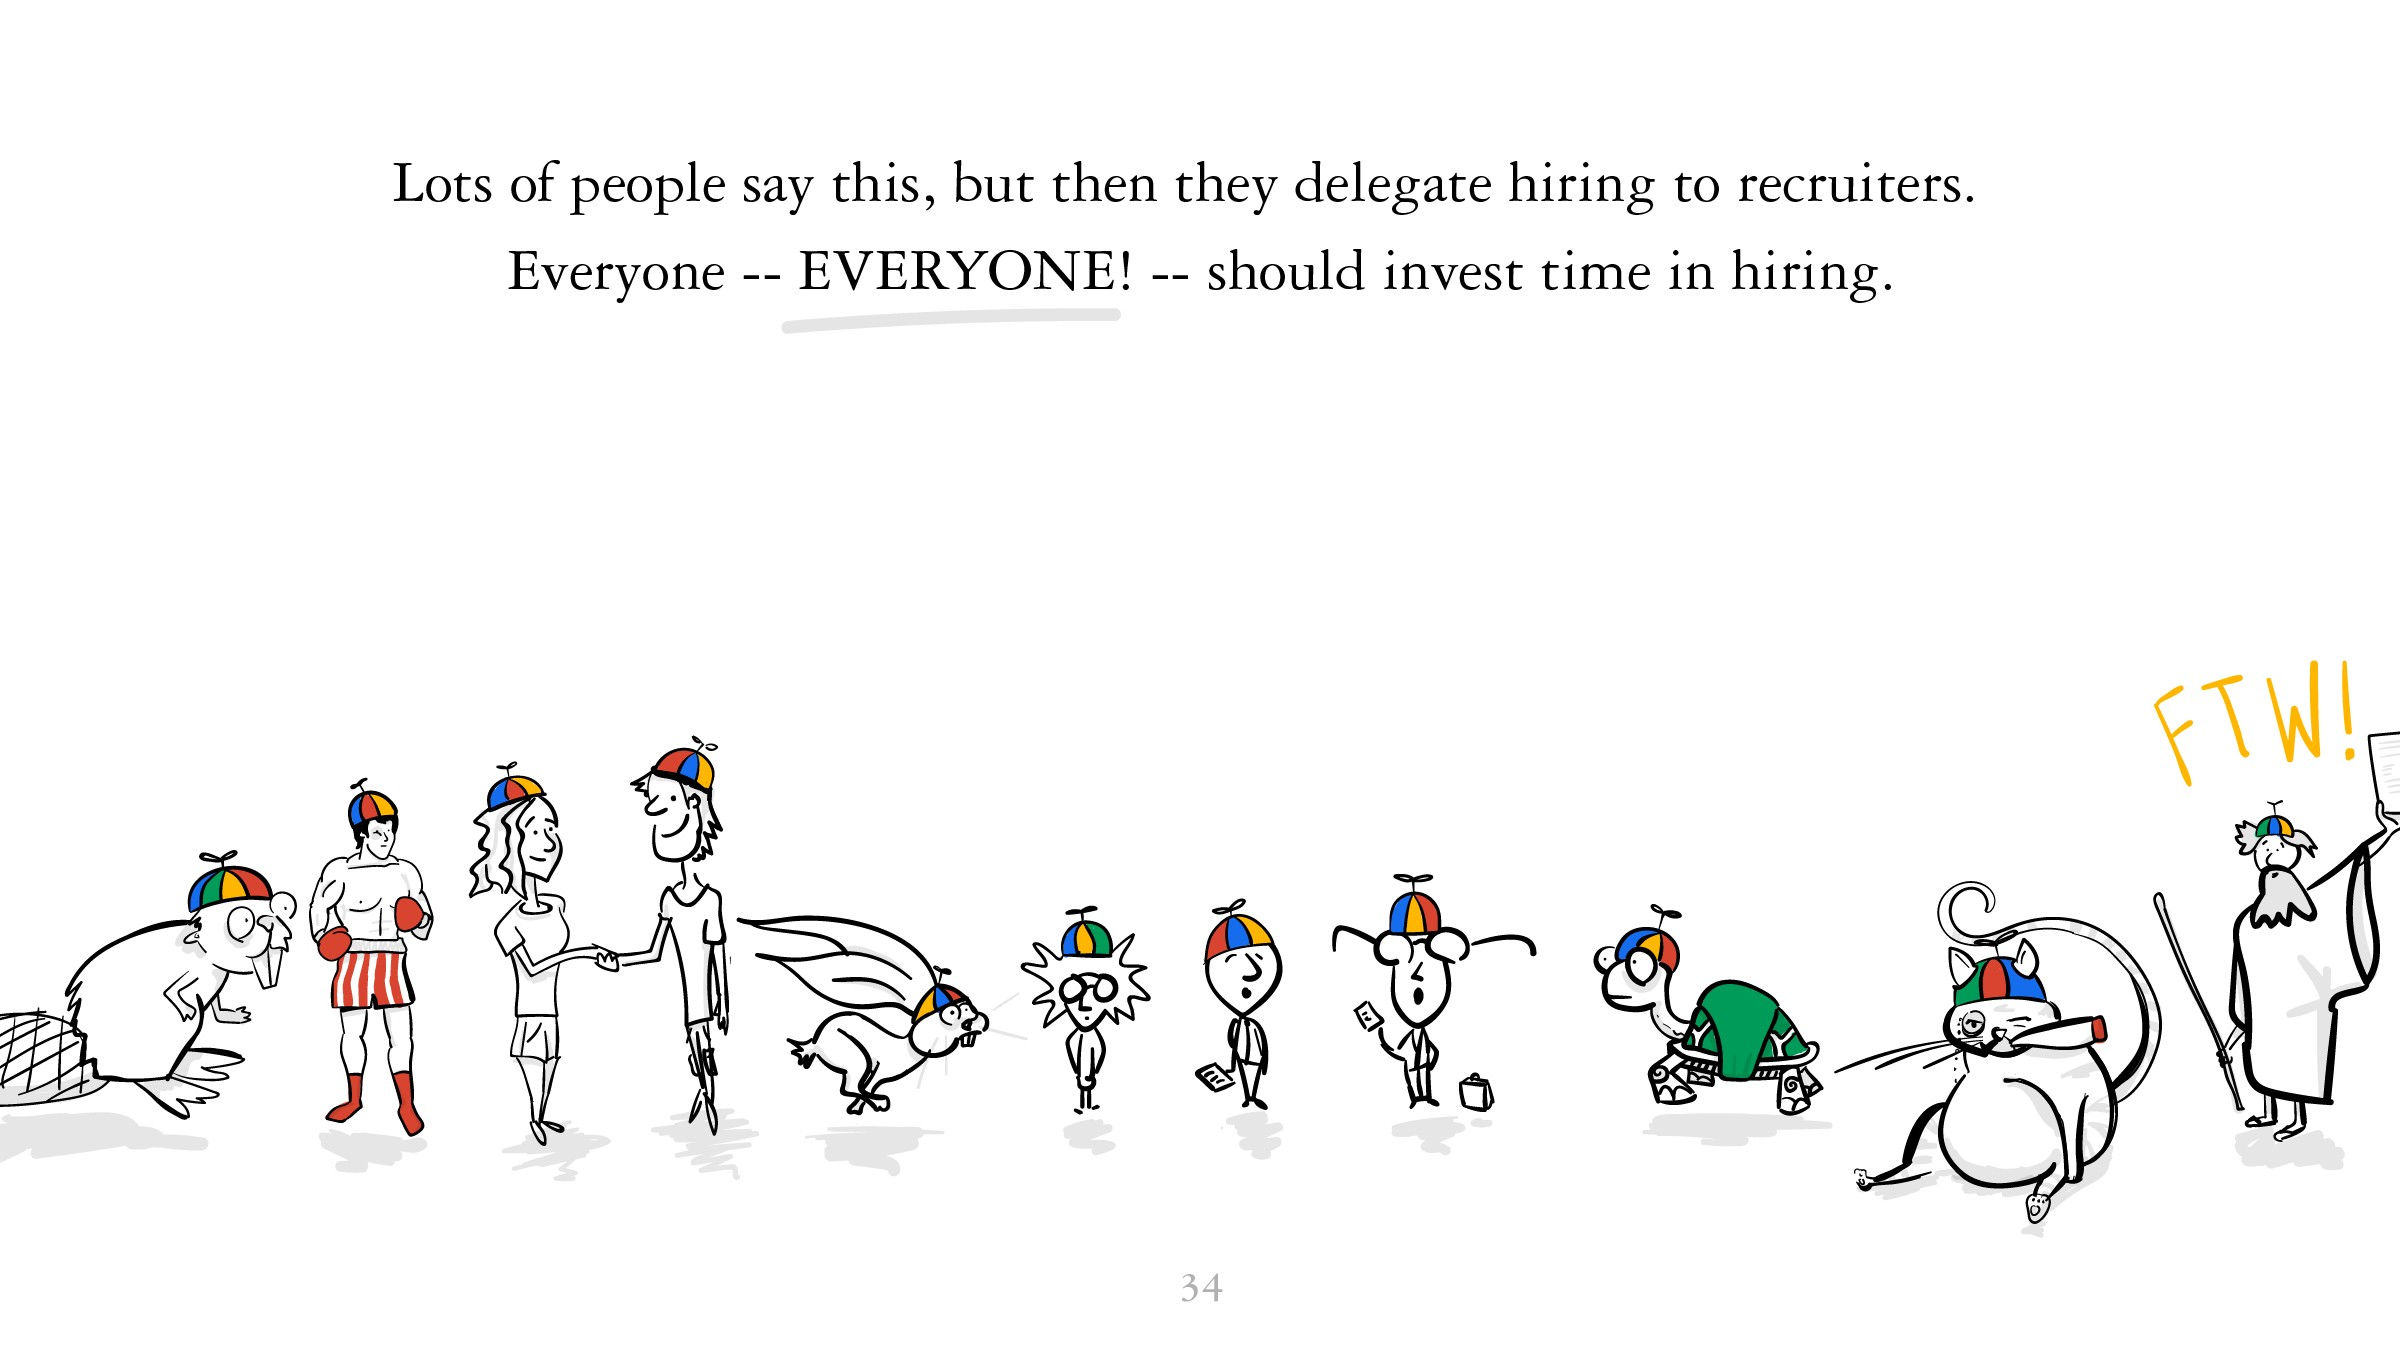 Lots of people say this, but then they delegate hiring to recruiters.
Everyone -- EVERYONE! -- should invest time in hiring.
FTW!
34